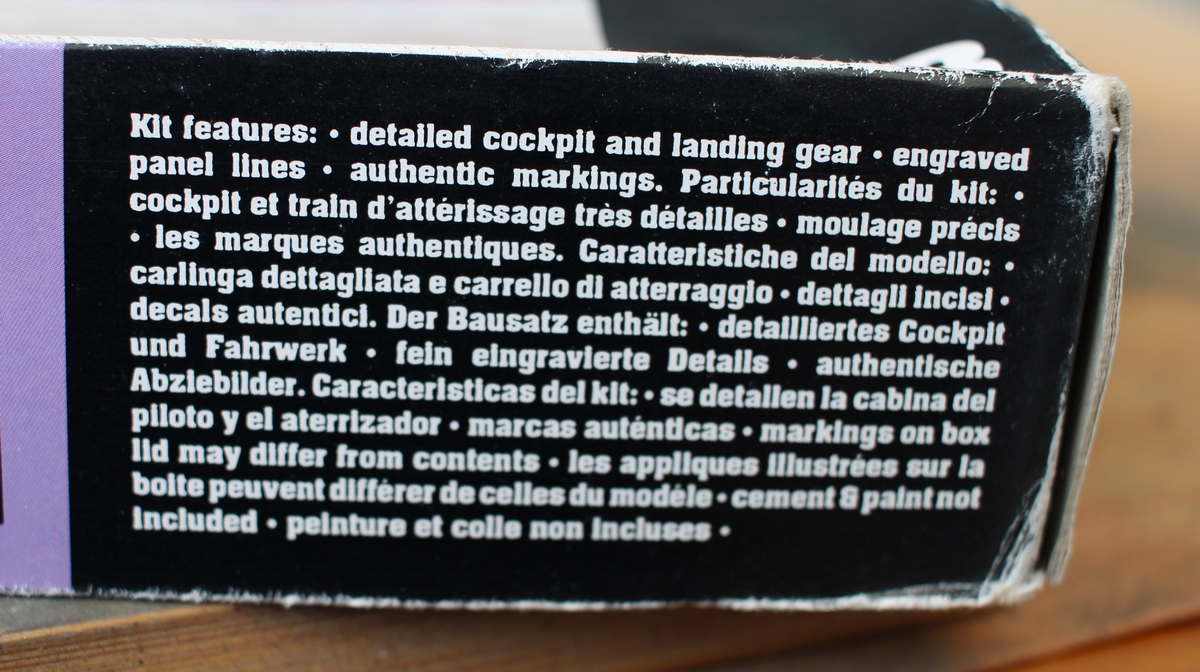 Kit features: • detailed cockpit and landing gear • engraved
panel lines • authentic markings. Particularités du kit: •
cockpit et train d'attérissage très détailles • moulage précis
• les marques authentiques. Caratteristiche del modello: •
carlinga dettagliata e carrello di atterraggio • dettagli incisi •
decals autentici. Der Bausatz enthält: • detailliertes Cockpit
und Fahrwerk • fein eingravierte Details • authentische
Abziebilder. Caracteristicas del kit: • se detallen la cabina del
piloto y el aterrizador • marcas auténticas • markings on box
lid may differ from contents • les appliques illustrées sur la
boite peuvent différer de celles du modèle • cement & paint not
included • peinture et colle non incluses •